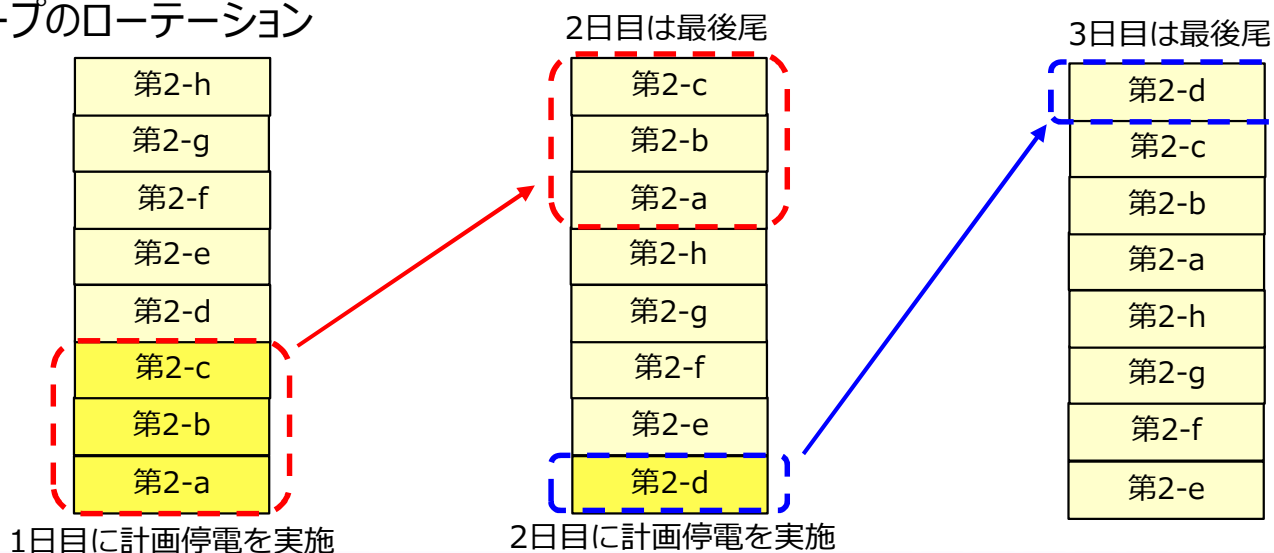 ープのローテーション
第2-h
第2-g
第2-f
第2-e
第2-d
第2-c
第2-b
第2-a
1日目に計画停電を実施
2日目は最後尾
第2-c
第2-b
第2-a
第2-h
第2-g
第2-f
第2-e
第2-d
2日目に計画停電を実施
3日目は最後尾
第2-d
第2-c
第2-b
第2-a
第2-h
第2-g
第2-f
第2-e